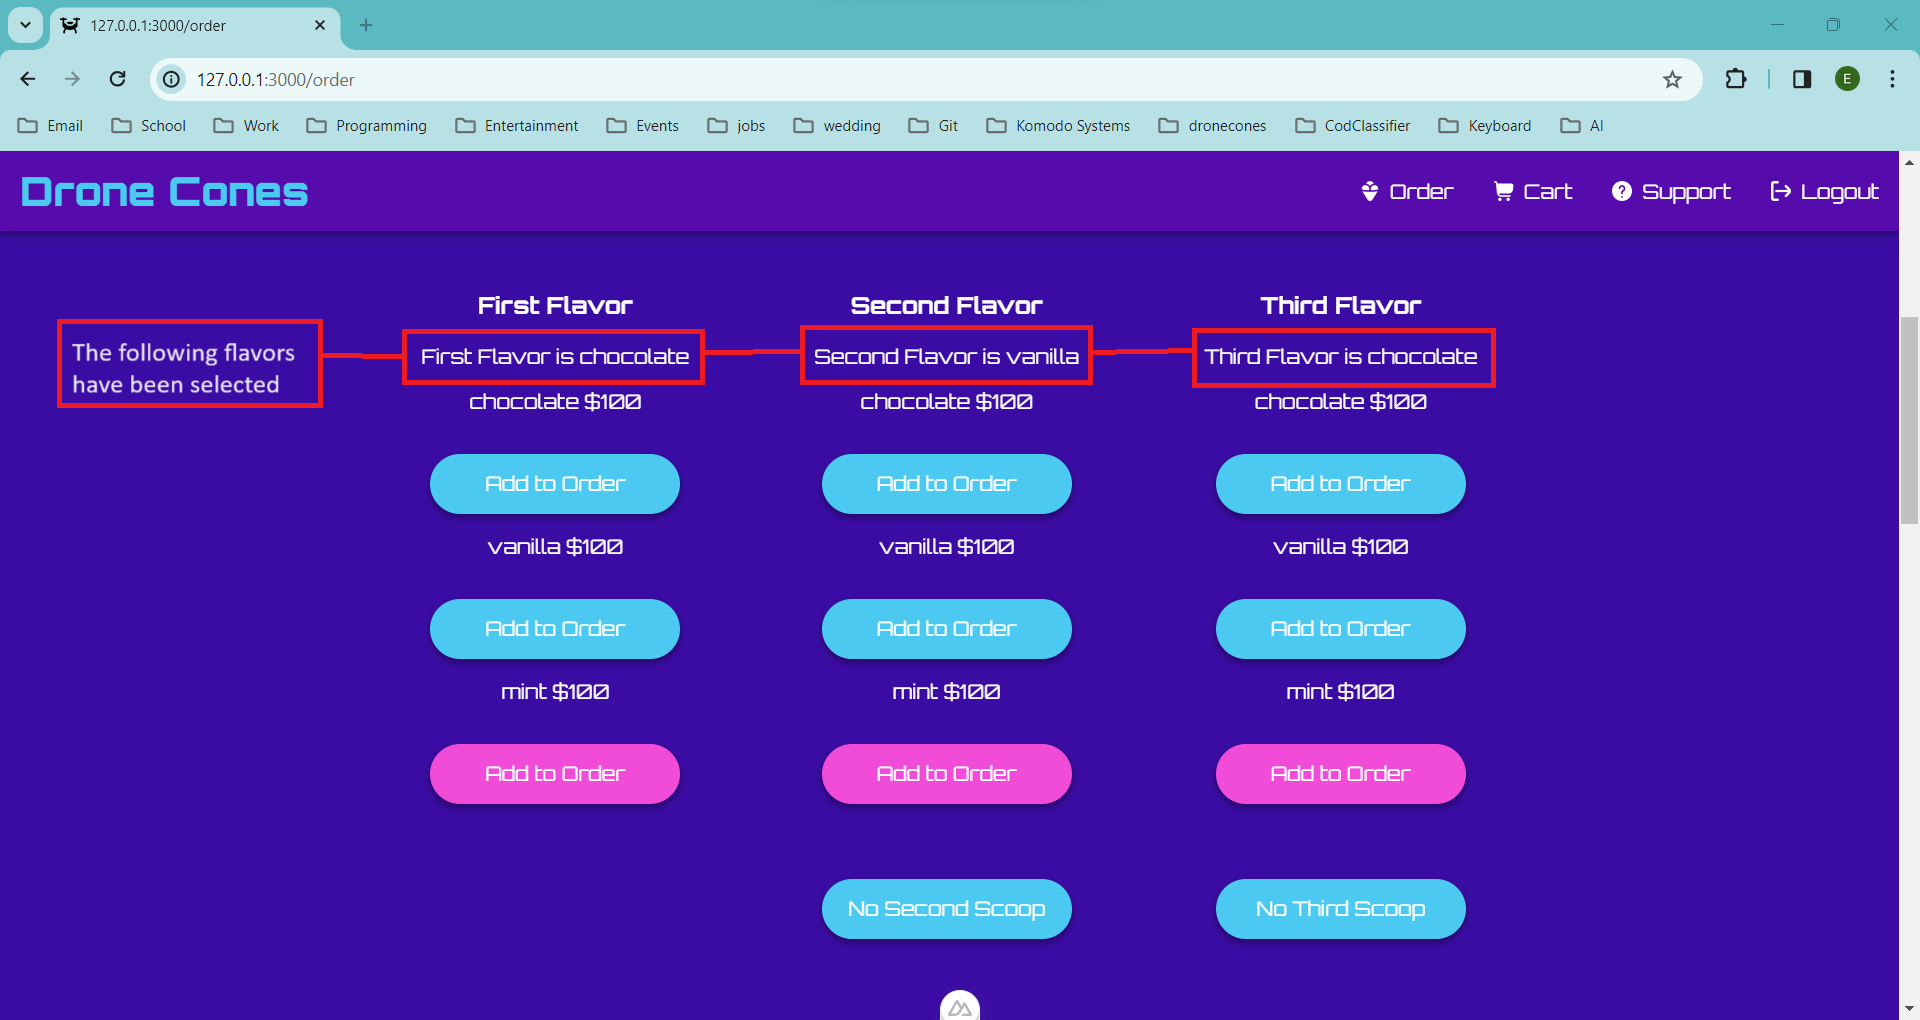 127.0.0.1:3000/order
127.0.0.1:3000/order
E
Email School Work Programming Entertainment Events jobs wedding Git Komodo Systems dronecones CodClassifier Keyboard AI
Drone Cones Order Cart Support Logout
First Flavor Second Flavor Third Flavor
The following flavors
have been selected
First Flavor is chocolate Second Flavor is vanilla Third Flavor is chocolate
chocolate $100 chocolate $100 chocolate $100
Add to Order Add to Order Add to Order
vanilla $100 vanilla $100 vanilla $100
Add to Order Add to Order Add to Order
mint $100 mint $100 mint $100
Add to Order Add to Order Add to Order
No Second Scoop No Third Scoop